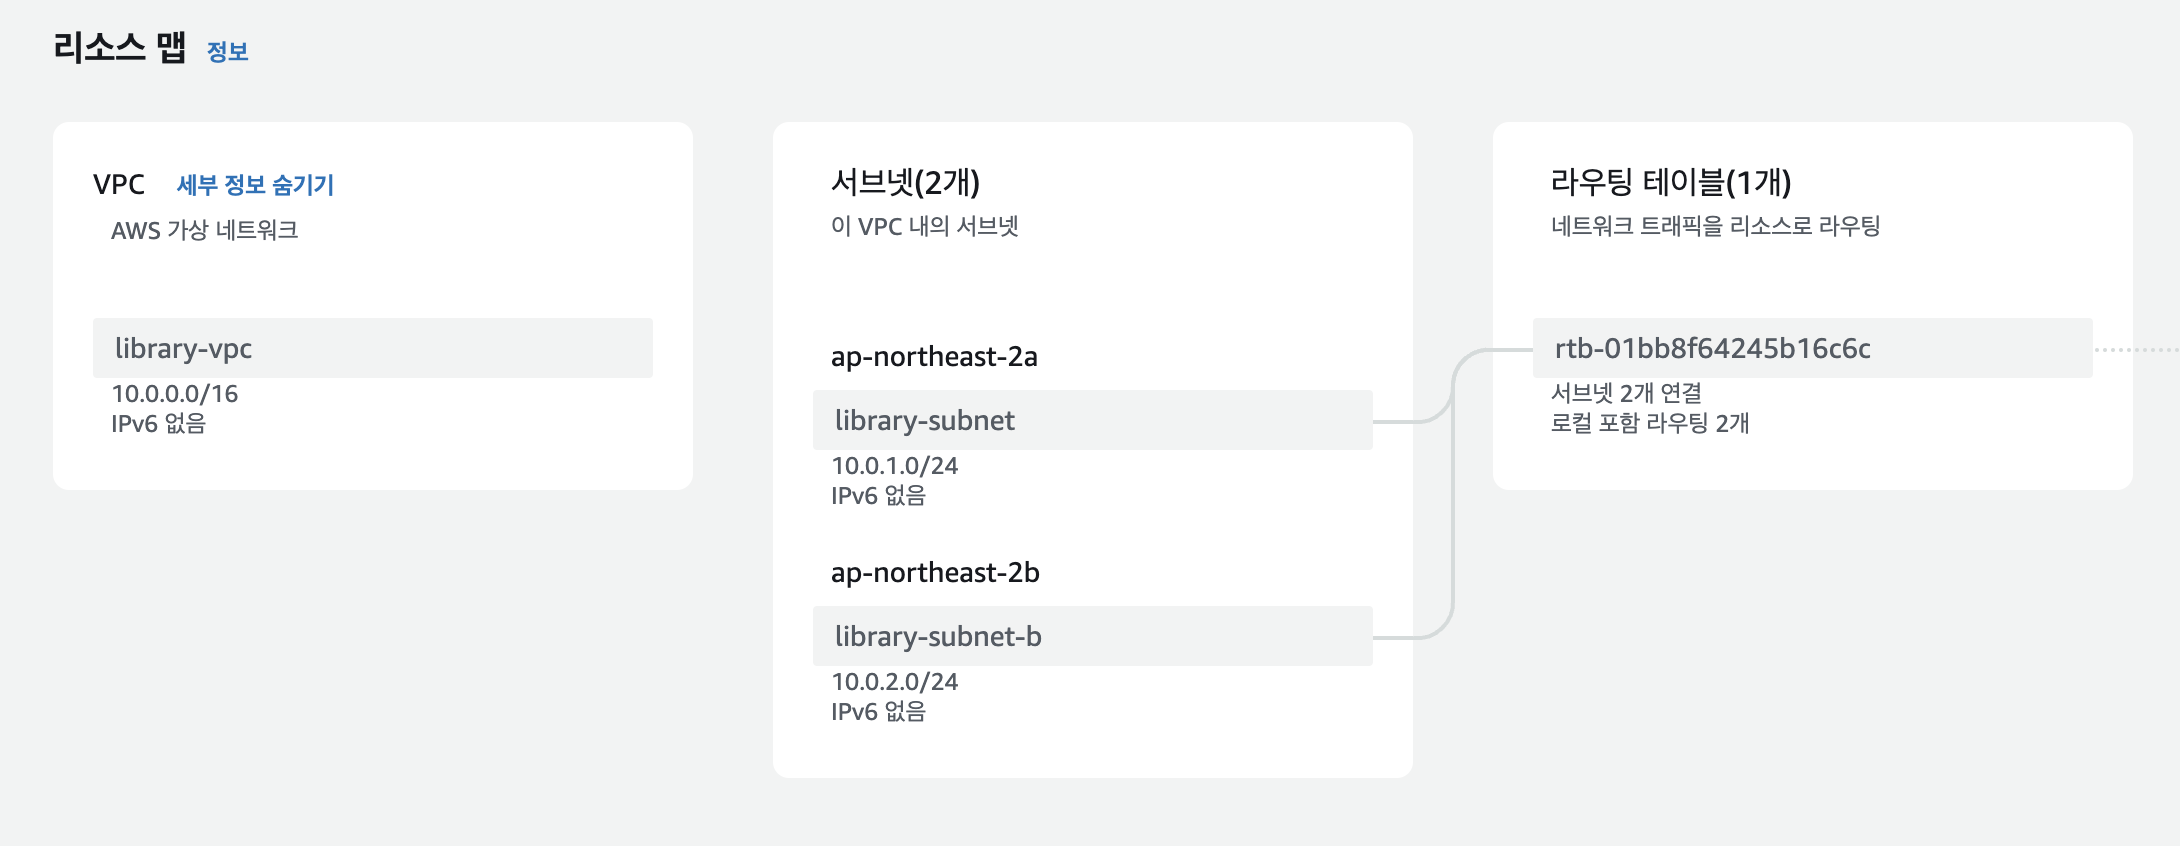 리소스 맵 정보
VPC 세부 정보 숨기기
AWS 가상 네트워크
library-vpc
10.0.0.0/16
IPv6 없음
서브넷(2개)
이 VPC 내의 서브넷
ap-northeast-2a
library-subnet
10.0.1.0/24
IPv6 없음
ap-northeast-2b
library-subnet-b
10.0.2.0/24
IPv6 없음
라우팅 테이블(1개)
네트워크 트래픽을 리소스로 라우팅
rtb-01bb8f64245b16c6c
서브넷 2개 연결
로컬 포함 라우팅 2개